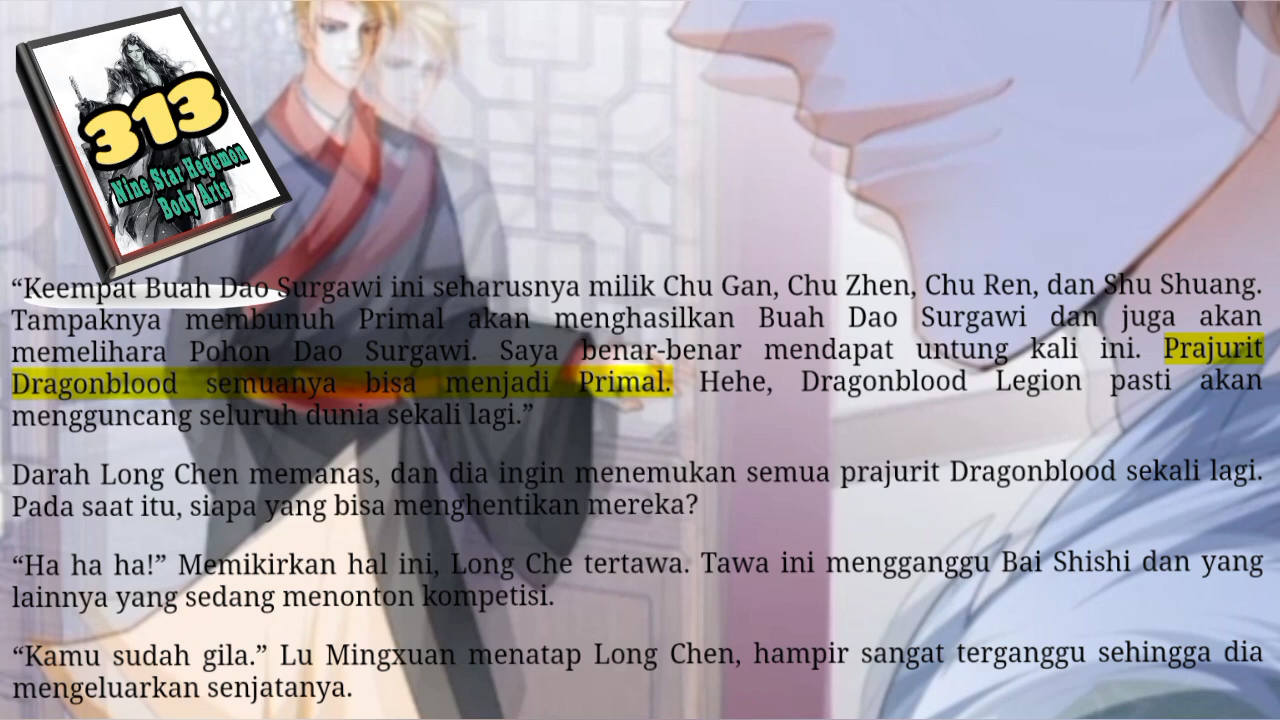 313
Nine Star Hegemon
Body Arts
“Keempat Buah Dao Surgawi ini seharusnya milik Chu Gan, Chu Zhen, Chu Ren, dan Shu Shuang.
Tampaknya membunuh Primal akan menghasilkan Buah Dao Surgawi dan juga akan
memelihara Pohon Dao Surgawi. Saya benar-benar mendapat untung kali ini. Prajurit
Dragonblood semuanya bisa menjadi Primal. Hehe, Dragonblood Legion pasti akan
mengguncang seluruh dunia sekali lagi.”
Darah Long Chen memanas, dan dia ingin menemukan semua prajurit Dragonblood sekali lagi.
Pada saat itu, siapa yang bisa menghentikan mereka?
“Ha ha ha!” Memikirkan hal ini, Long Che tertawa. Tawa ini mengganggu Bai Shishi dan yang
lainnya yang sedang menonton kompetisi.
“Kamu sudah gila.” Lu Mingxuan menatap Long Chen, hampir sangat terganggu sehingga dia
mengeluarkan senjatanya.